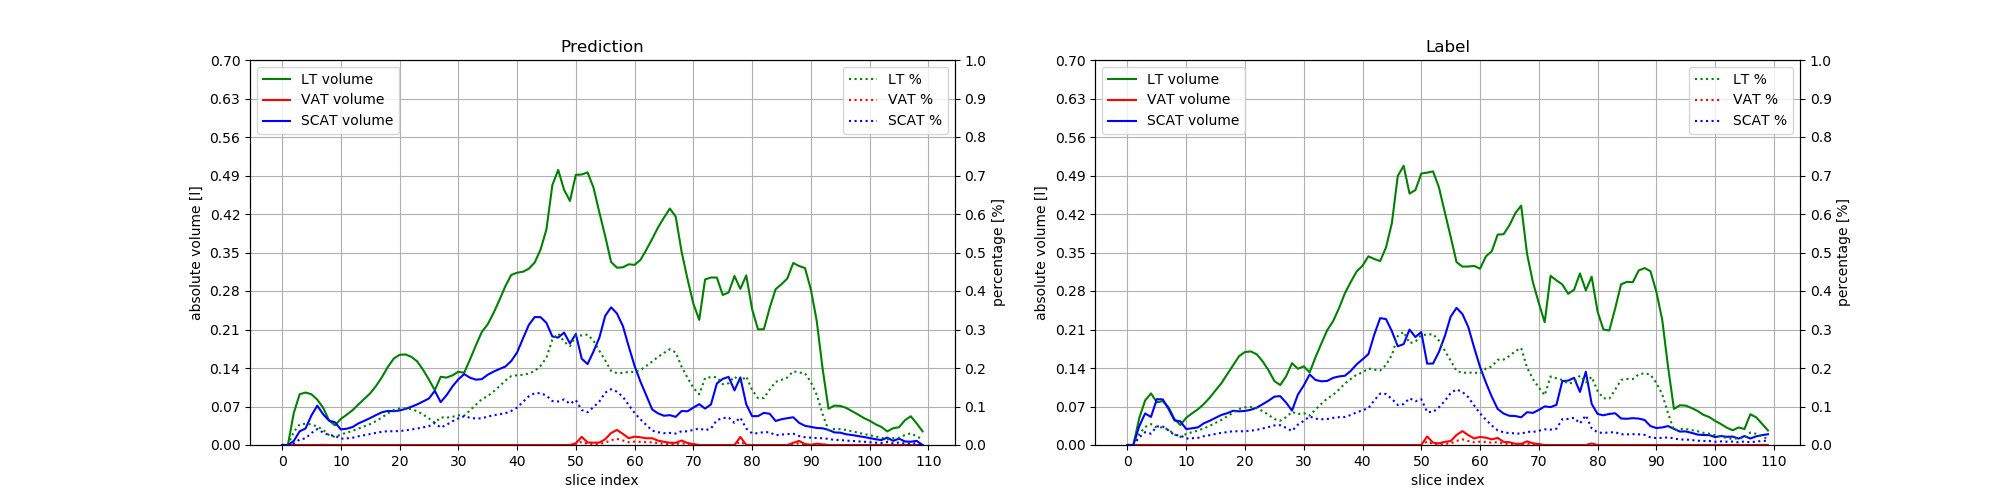 Prediction
0.70
0.63
0.56
0.49
0.42
0.35
0.28
0.21
0.14
0.07
0.00
absolute volume [l]
LT volume
VAT volume
SCAT volume
LT %
VAT %
SCAT %
1.0
0.9
0.8
0.7
0.6
0.5
0.4
0.3
0.2
0.1
0.0
percentage [%]
0 10 20 30 40 50 60 70 80 90 100 110
slice index
Label
0.70
0.63
0.56
0.49
0.42
0.35
0.28
0.21
0.14
0.07
0.00
absolute volume [l]
LT volume
VAT volume
SCAT volume
LT %
VAT %
SCAT %
1.0
0.9
0.8
0.7
0.6
0.5
0.4
0.3
0.2
0.1
0.0
percentage [%]
0 10 20 30 40 50 60 70 80 90 100 110
slice index